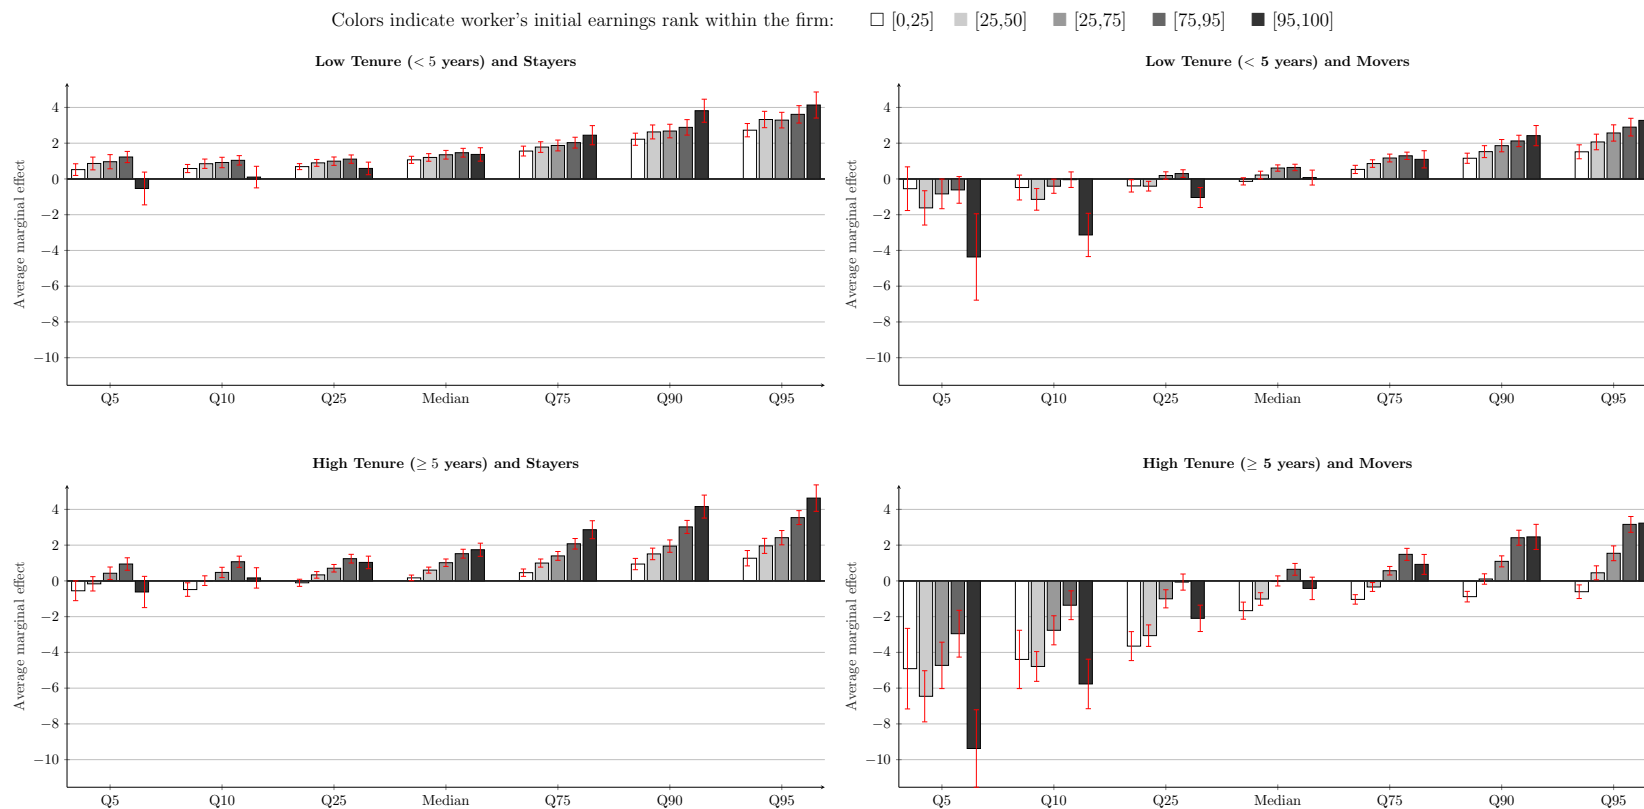 Colors indicate worker's initial earnings rank within the firm: [0,25] [25,50] [25,75] [75,95] [95,100]
Low Tenure (< 5 years) and Stayers
Average marginal effect
4
2
0
−2
−4
−6
−8
−10
Q5 Q10 Q25 Median Q75 Q90 Q95
Low Tenure (< 5 years) and Movers
Average marginal effect
4
2
0
−2
−4
−6
−8
−10
Q5 Q10 Q25 Median Q75 Q90 Q95
High Tenure (≥ 5 years) and Stayers
Average marginal effect
4
2
0
−2
−4
−6
−8
−10
Q5 Q10 Q25 Median Q75 Q90 Q95
High Tenure (≥ 5 years) and Movers
Average marginal effect
4
2
0
−2
−4
−6
−8
−10
Q5 Q10 Q25 Median Q75 Q90 Q95